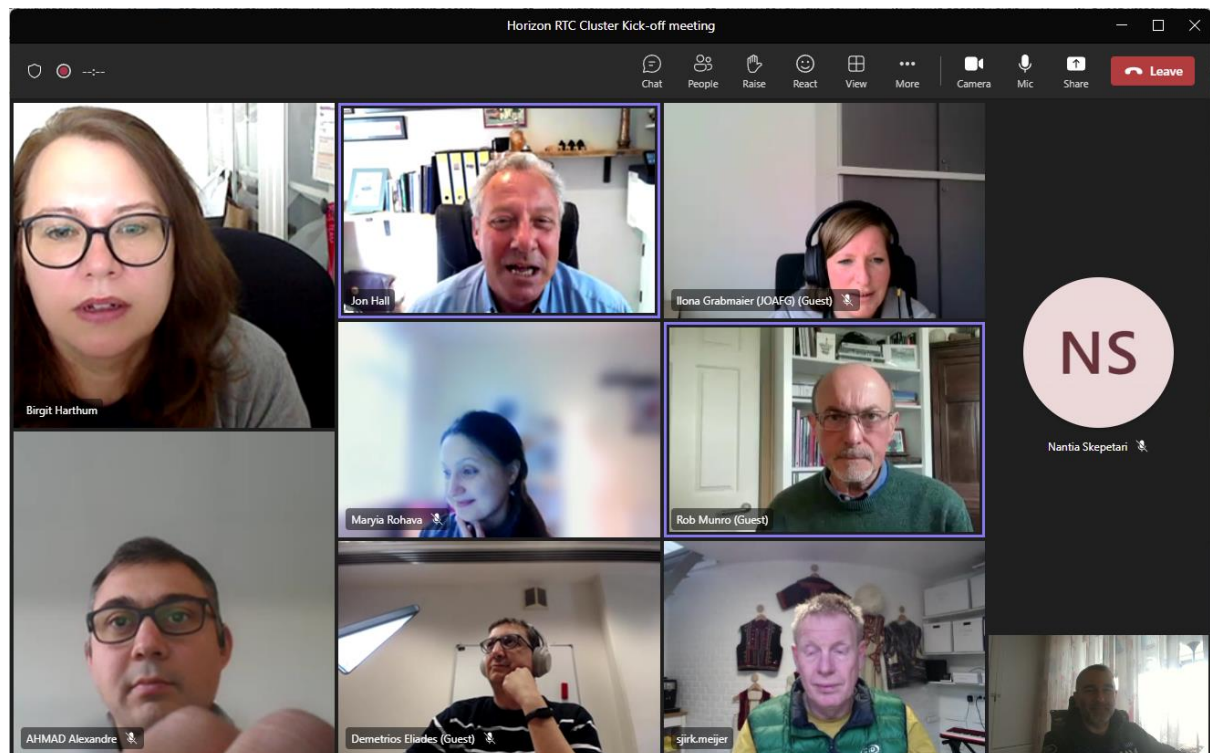 Horizon RTC Cluster Kick-off meeting
--:--
Chat
People
Raise
React
View
More
Camera
Mic
Share
Leave
Birgit Harthum
Jon Hall
Ilona Grabmaier (JOAFG) (Guest)
NS
Nantia Skepetari
Maryia Rohava
Rob Munro (Guest)
AHMAD Alexandre
Demetrios Eliades (Guest)
sjirk.meijer